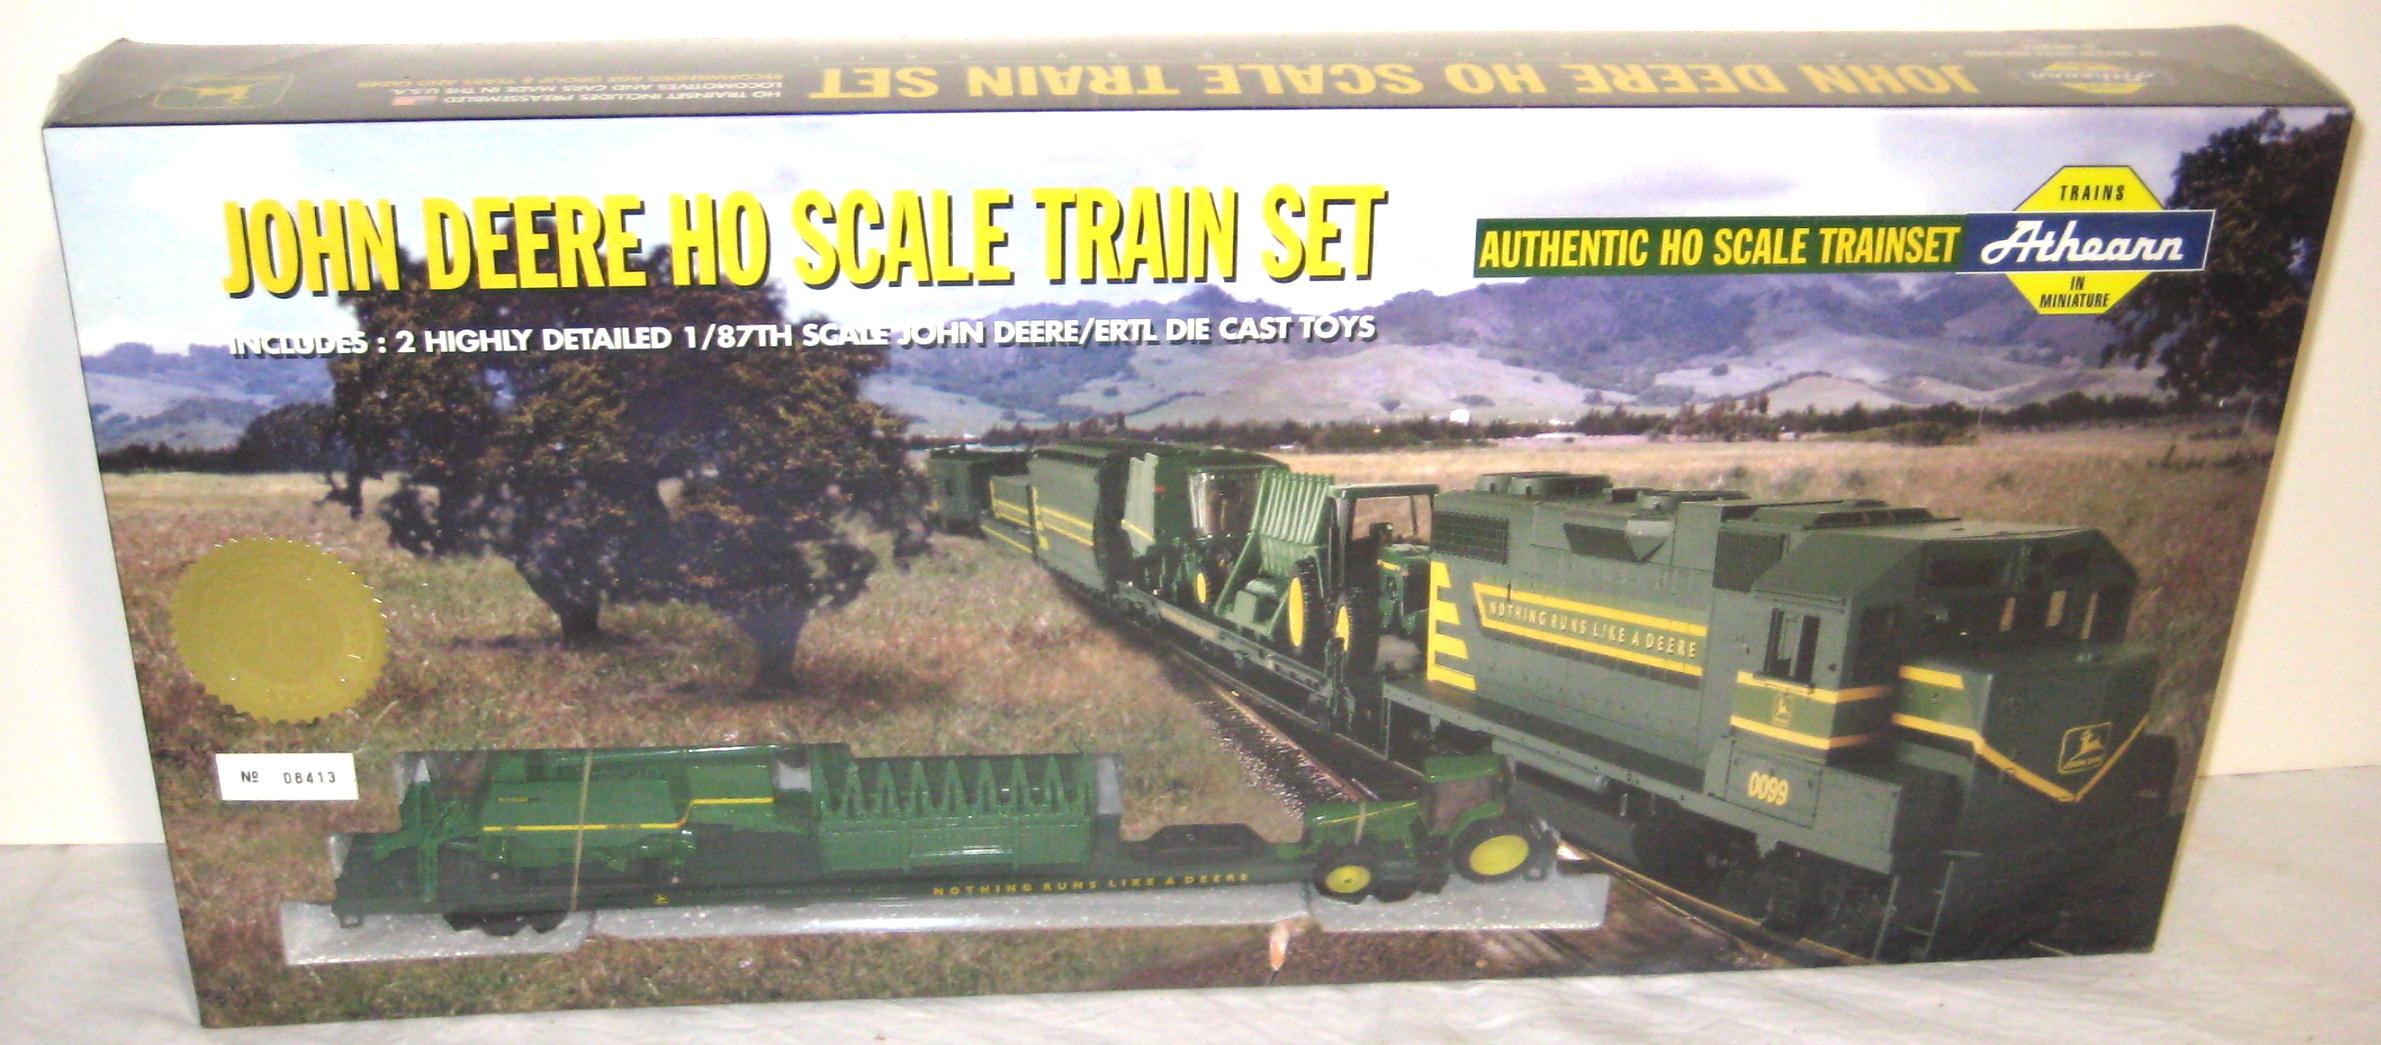 JOHN DEERE HO SCALE TRAIN SET
HO TRAINSET INCLUDES PREASSEMBLED
LOCOMOTIVES AND CARS MADE IN THE U.S.A.
RECOMMENDED AGE GROUP 8 YEARS AND OLDER
Athearn
JOHN DEERE HO SCALE TRAIN SET
INCLUDES : 2 HIGHLY DETAILED 1/87TH SCALE JOHN DEERE/ERTL DIE CAST TOYS
AUTHENTIC HO SCALE TRAINSET
TRAINS
Athearn
IN
MINIATURE
NOTHING RUNS LIKE A DEERE
0099
Nº 08413
NOTHING RUNS LIKE A DEERE